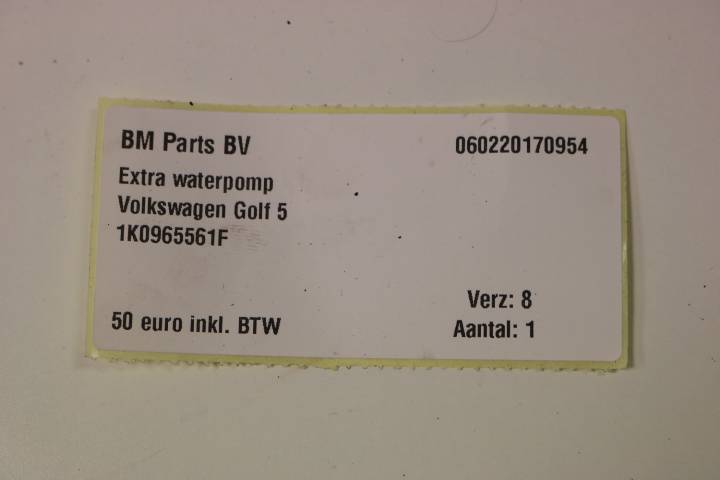 BM Parts BV 060220170954
Extra waterpomp
Volkswagen Golf 5
1K0965561F
Verz: 8
50 euro inkl. BTW Aantal: 1